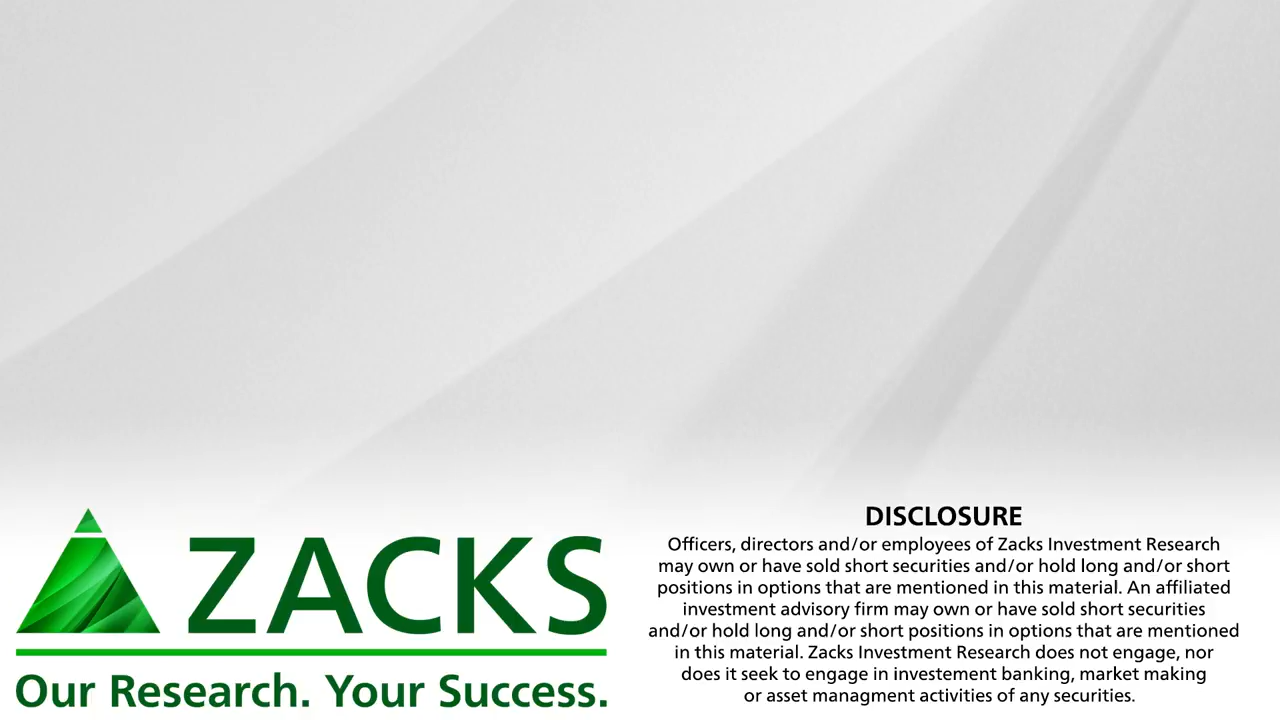 ZACKS
Our Research. Your Success.
DISCLOSURE
Officers, directors and/or employees of Zacks Investment Research
may own or have sold short securities and/or hold long and/or short
positions in options that are mentioned in this material. An affiliated
investment advisory firm may own or have sold short securities
and/or hold long and/or short positions in options that are mentioned
in this material. Zacks Investment Research does not engage, nor
does it seek to engage in investement banking, market making
or asset managment activities of any securities.